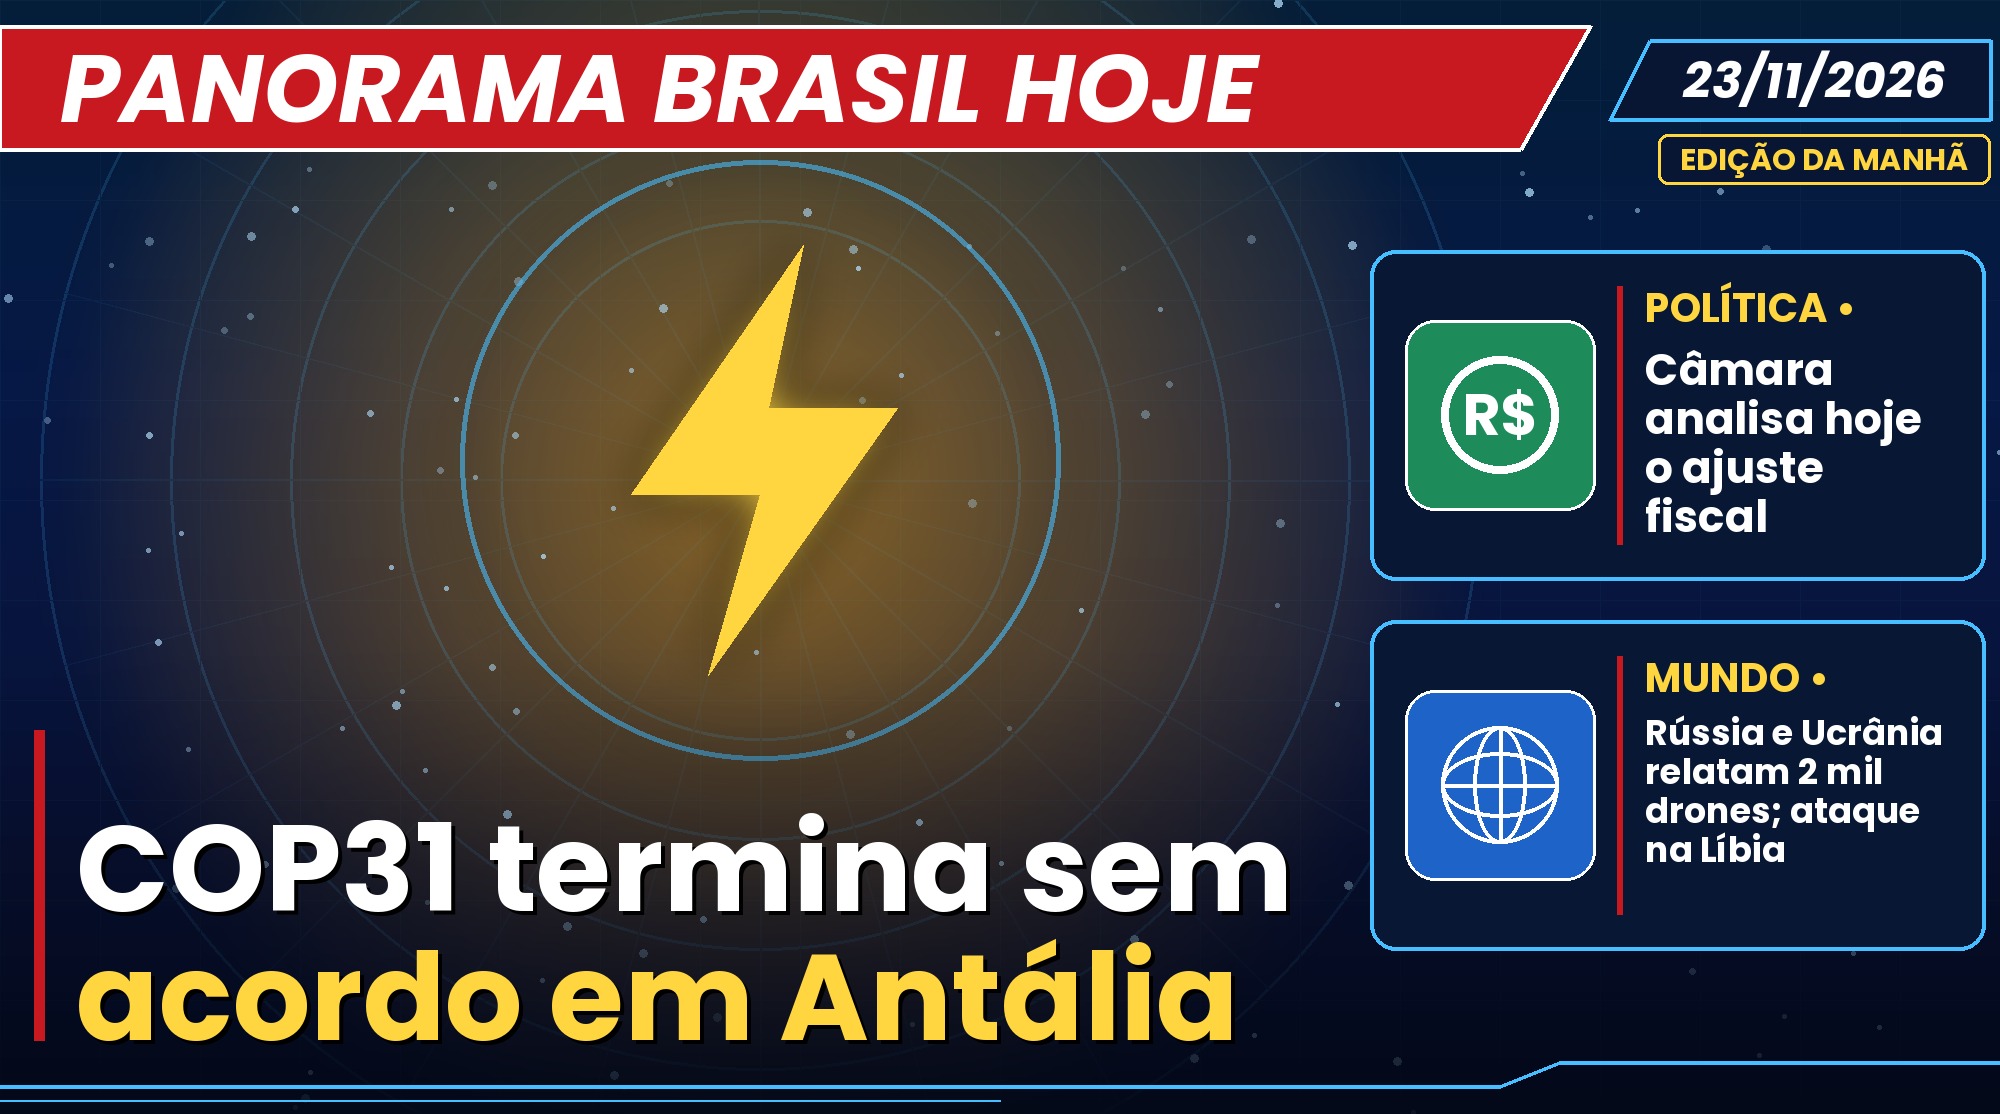 PANORAMA BRASIL HOJE
23/11/2026
EDIÇÃO DA MANHÃ
POLÍTICA •
R$
Câmara
analisa hoje
o ajuste
fiscal
MUNDO •
Rússia e Ucrânia
relatam 2 mil
drones; ataque
na Líbia
COP31 termina sem
acordo em Antália